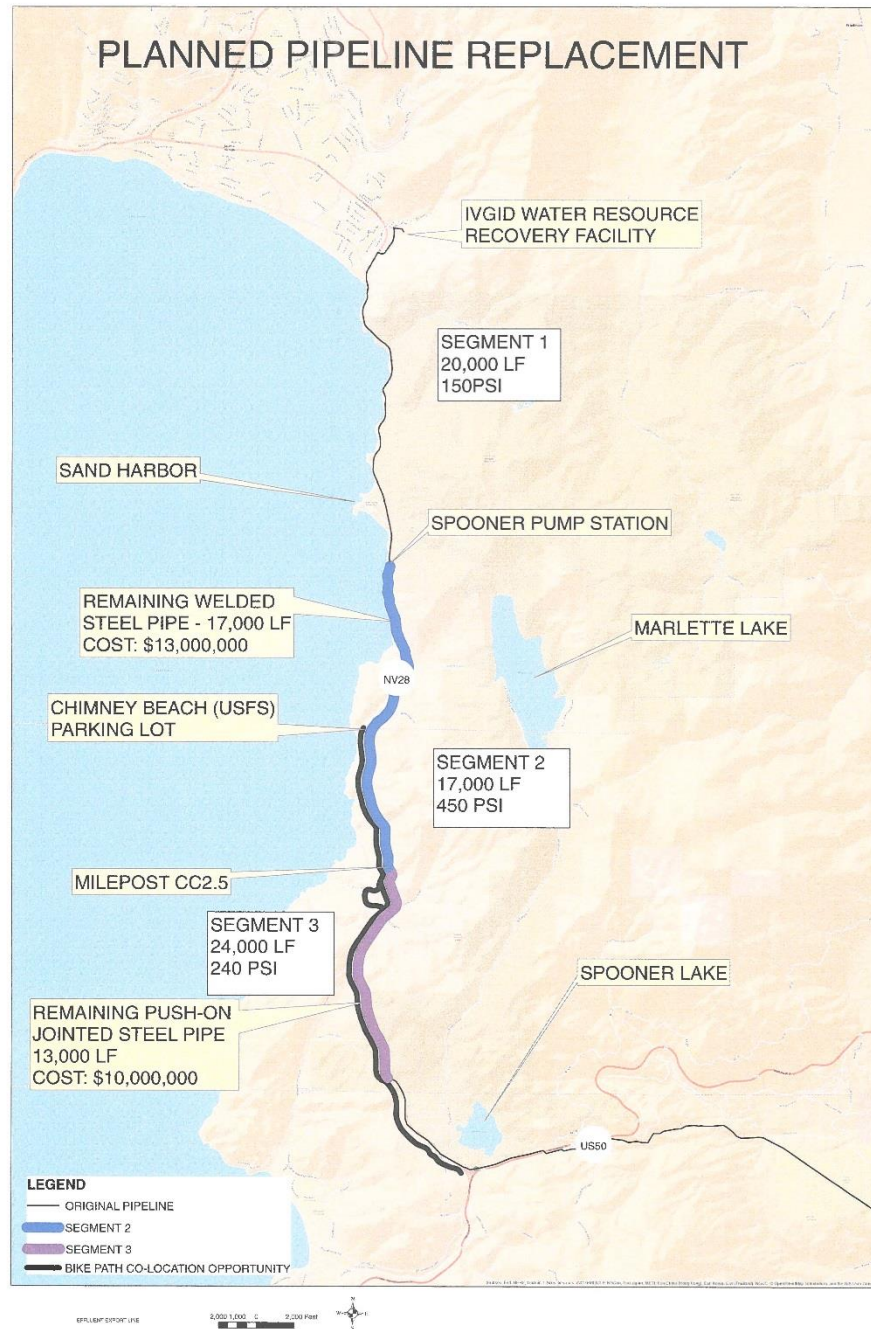 PLANNED PIPELINE REPLACEMENT
IVGID WATER RESOURCE
RECOVERY FACILITY
SEGMENT 1
20,000 LF
150PSI
SAND HARBOR
SPOONER PUMP STATION
REMAINING WELDED
STEEL PIPE - 17,000 LF
COST: $13,000,000
MARLETTE LAKE
NV28
CHIMNEY BEACH (USFS)
PARKING LOT
SEGMENT 2
17,000 LF
450 PSI
MILEPOST CC2.5
SEGMENT 3
24,000 LF
240 PSI
SPOONER LAKE
REMAINING PUSH-ON
JOINTED STEEL PIPE
13,000 LF
COST: $10,000,000
US50
LEGEND
ORIGINAL PIPELINE
SEGMENT 2
SEGMENT 3
BIKE PATH CO-LOCATION OPPORTUNITY
EFFLUENT EXPORT LINE
2,000 1,000 0 2,000 Feet